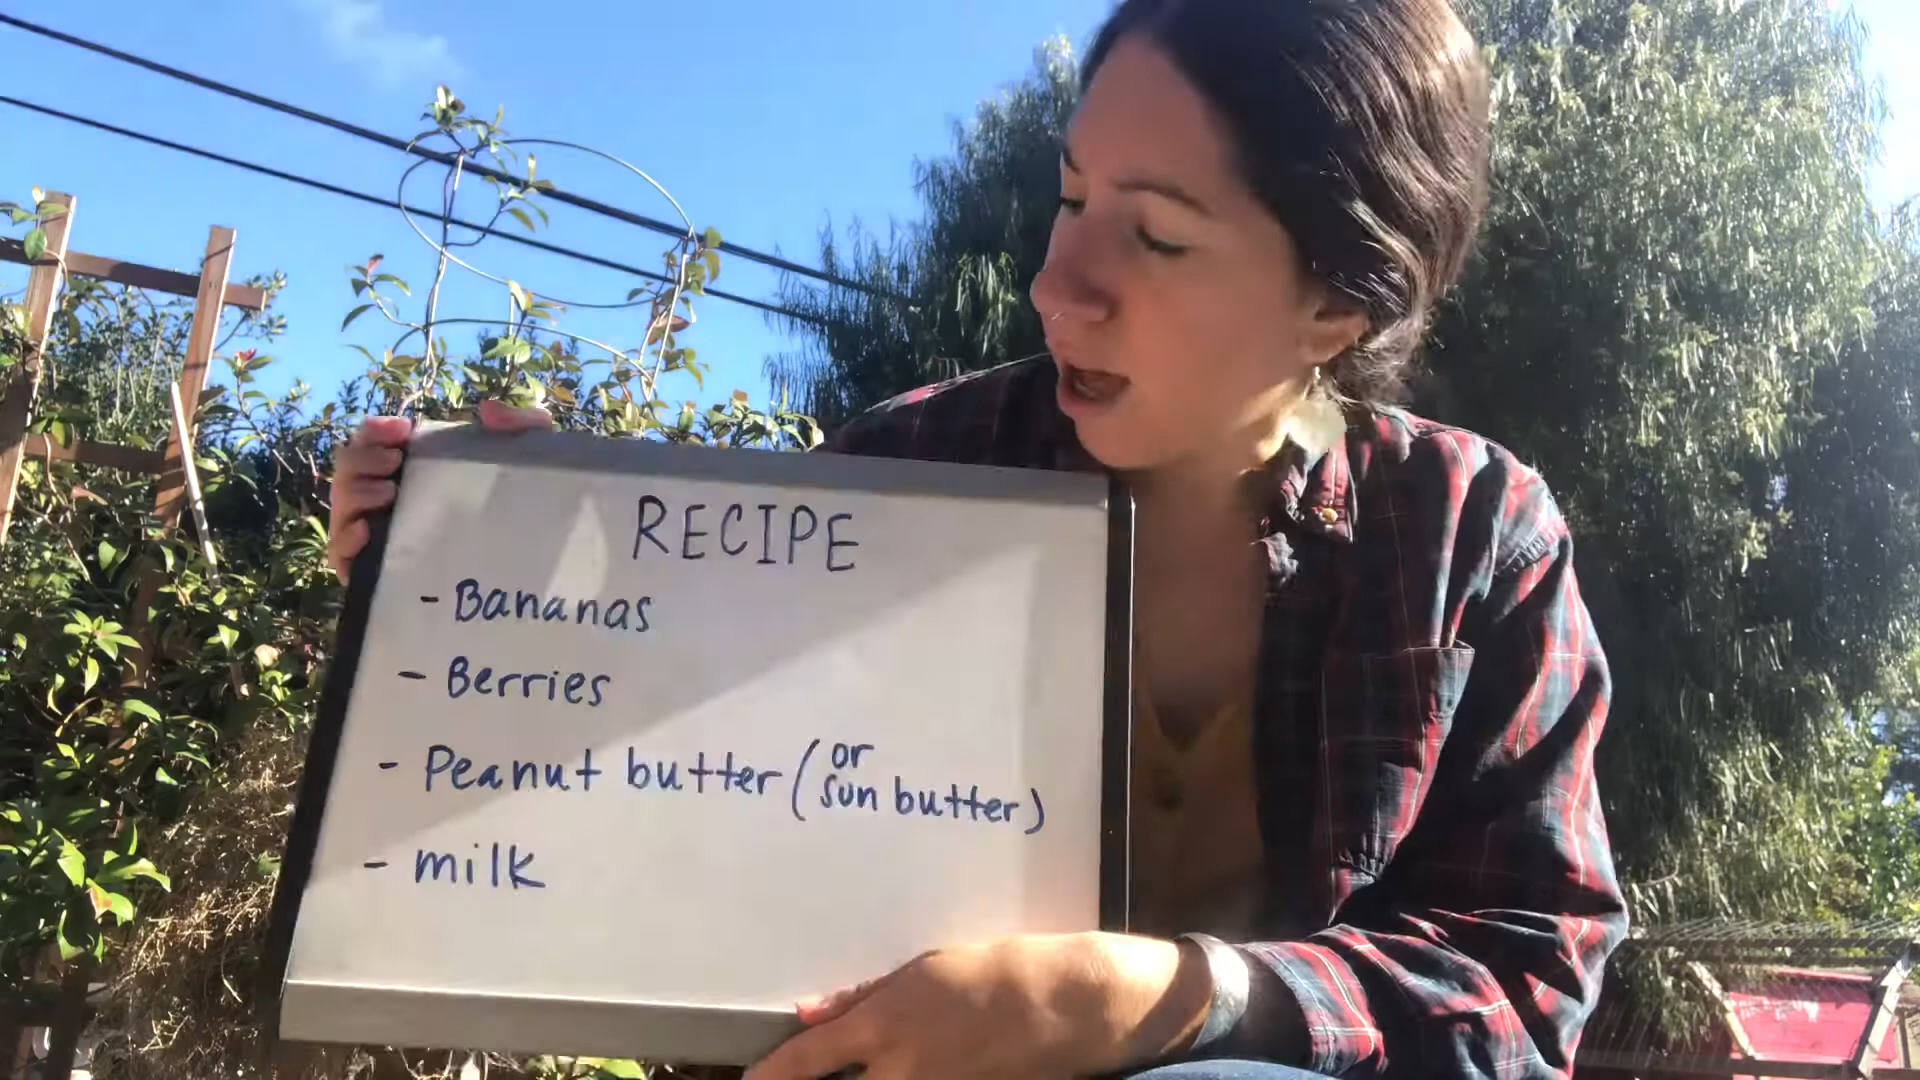 RECIPE
- Bananas
- Berries
- Peanut butter (or sun butter)
- milk